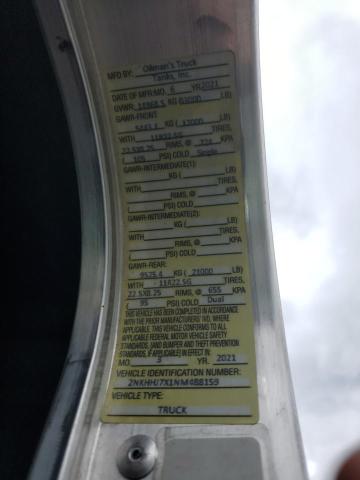 MFD BY: Oilman's Truck
Tanks, Inc.
DATE OF MFR: MO. 6 YR. 2021
GVWR: 14968.5 KG (33000 LB)
GAWR-FRONT:
5443.1 KG (12000 LB)
WITH 11R22.5G TIRES,
22.5X8.25 RIMS, @ 724 KPA
( 105 PSI) COLD Single
GAWR-INTERMEDIATE(1):
KG ( LB)
WITH TIRES,
RIMS, @ KPA
( PSI) COLD
GAWR-INTERMEDIATE(2):
KG ( LB)
WITH TIRES,
RIMS, @ KPA
( PSI) COLD
GAWR-REAR:
9525.4 KG ( 21000 LB)
WITH 11R22.5G TIRES,
22.5X8.25 RIMS, @ 655 KPA
( 95 PSI) COLD Dual
THIS VEHICLE HAS BEEN COMPLETED IN ACCORDANCE
WITH THE PRIOR MANUFACTURERS' IVD, WHERE
APPLICABLE. THIS VEHICLE CONFORMS TO ALL
APPLICABLE FEDERAL MOTOR VEHICLE SAFETY
STANDARDS, (AND BUMPER AND THEFT PREVENTION
STANDARDS, IF APPLICABLE) IN EFFECT IN
MO. 3 YR. 2021
VEHICLE IDENTIFICATION NUMBER:
2NKHHJ7X1NM488159
VEHICLE TYPE:
TRUCK